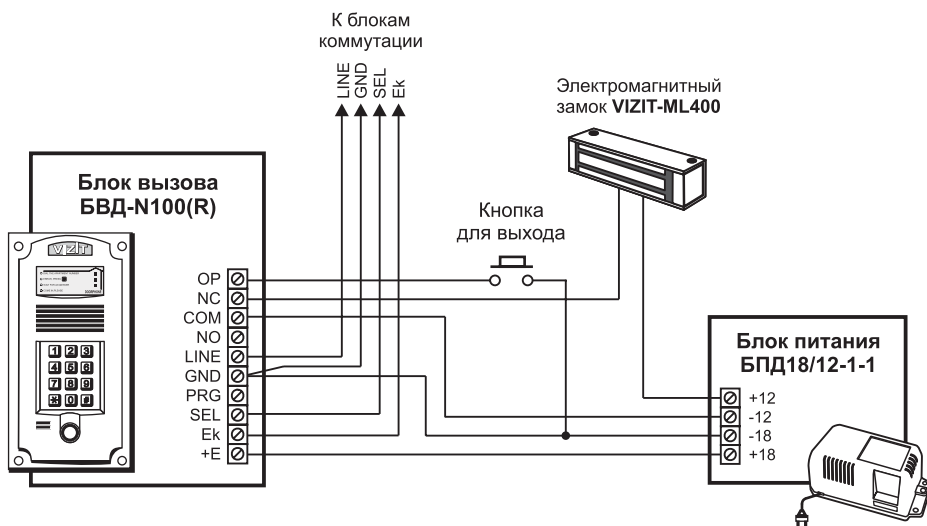 К блокам
коммутации
LINE
GND
SEL
Ek
Электромагнитный
замок VIZIT-ML400
Блок вызова
БВД-N100(R)
Кнопка
для выхода
VIZIT
OP
NC
COM
NO
LINE
GND
PRG
SEL
Ek
+E
1 2 3
4 5 6
7 8 9
0
Блок питания
БПД18/12-1-1
+12
-12
-18
+18